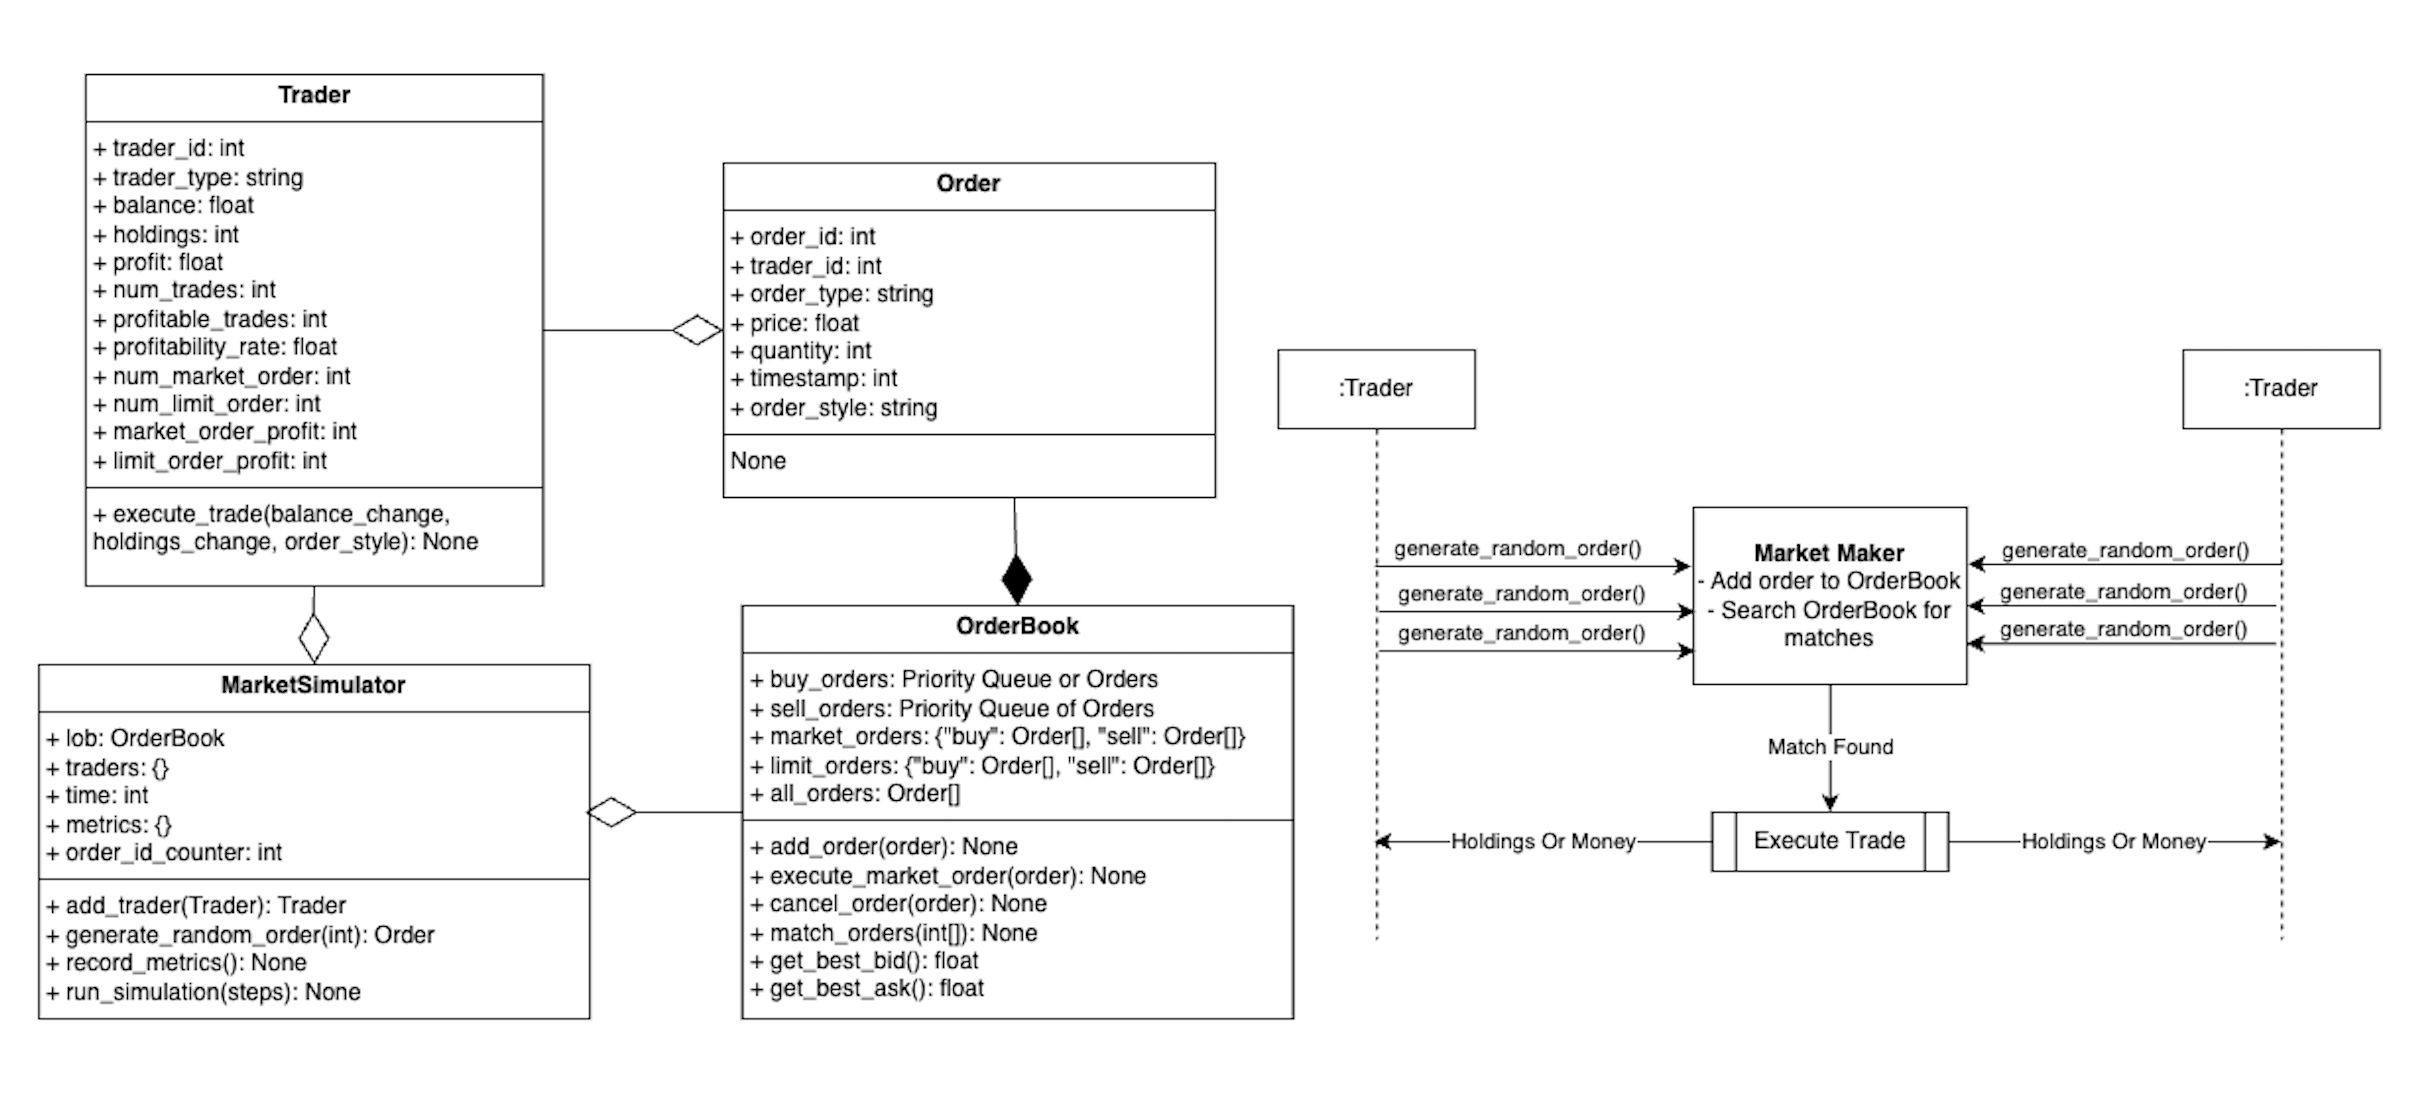 Trader
+ trader_id: int
+ trader_type: string
+ balance: float
+ holdings: int
+ profit: float
+ num_trades: int
+ profitable_trades: int
+ profitability_rate: float
+ num_market_order: int
+ num_limit_order: int
+ market_order_profit: int
+ limit_order_profit: int
+ execute_trade(balance_change,
holdings_change, order_style): None
Order
+ order_id: int
+ trader_id: int
+ order_type: string
+ price: float
+ quantity: int
+ timestamp: int
+ order_style: string
None
MarketSimulator
+ lob: OrderBook
+ traders: {}
+ time: int
+ metrics: {}
+ order_id_counter: int
+ add_trader(Trader): Trader
+ generate_random_order(int): Order
+ record_metrics(): None
+ run_simulation(steps): None
OrderBook
+ buy_orders: Priority Queue or Orders
+ sell_orders: Priority Queue of Orders
+ market_orders: {"buy": Order[], "sell": Order[]}
+ limit_orders: {"buy": Order[], "sell": Order[]}
+ all_orders: Order[]
+ add_order(order): None
+ execute_market_order(order): None
+ cancel_order(order): None
+ match_orders(int[]): None
+ get_best_bid(): float
+ get_best_ask(): float
:Trader
:Trader
generate_random_order()
generate_random_order()
generate_random_order()
Market Maker
- Add order to OrderBook
- Search OrderBook for
matches
generate_random_order()
generate_random_order()
generate_random_order()
Match Found
Holdings Or Money
Execute Trade
Holdings Or Money